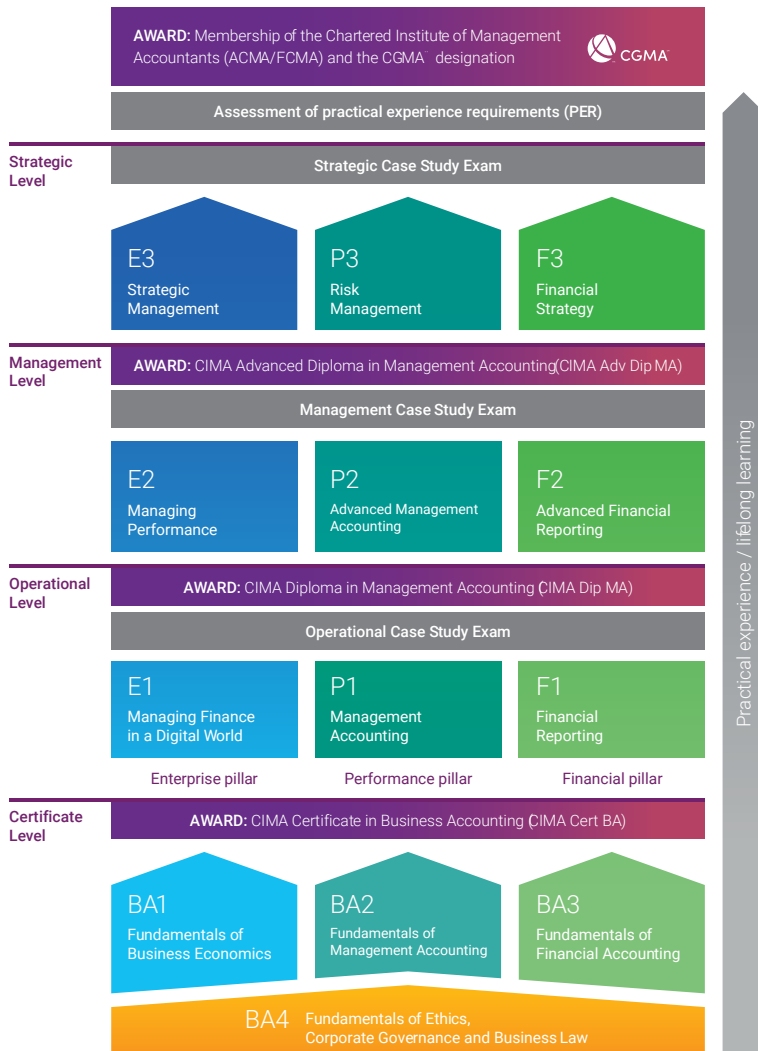 AWARD: Membership of the Chartered Institute of Management
Accountants (ACMA/FCMA) and the CGMA™ designation
CGMA™
Assessment of practical experience requirements (PER)
Strategic
Level
Strategic Case Study Exam
E3
Strategic
Management
P3
Risk
Management
F3
Financial
Strategy
Management
Level
AWARD: CIMA Advanced Diploma in Management Accounting(CIMA Adv Dip MA)
Management Case Study Exam
E2
Managing
Performance
P2
Advanced Management
Accounting
F2
Advanced Financial
Reporting
Operational
Level
AWARD: CIMA Diploma in Management Accounting (CIMA Dip MA)
Operational Case Study Exam
E1
Managing Finance
in a Digital World
P1
Management
Accounting
F1
Financial
Reporting
Enterprise pillar
Performance pillar
Financial pillar
Certificate
Level
AWARD: CIMA Certificate in Business Accounting (CIMA Cert BA)
BA1
Fundamentals of
Business Economics
BA2
Fundamentals of
Management Accounting
BA3
Fundamentals of
Financial Accounting
BA4
Fundamentals of Ethics,
Corporate Governance and Business Law
Practical experience / lifelong learning